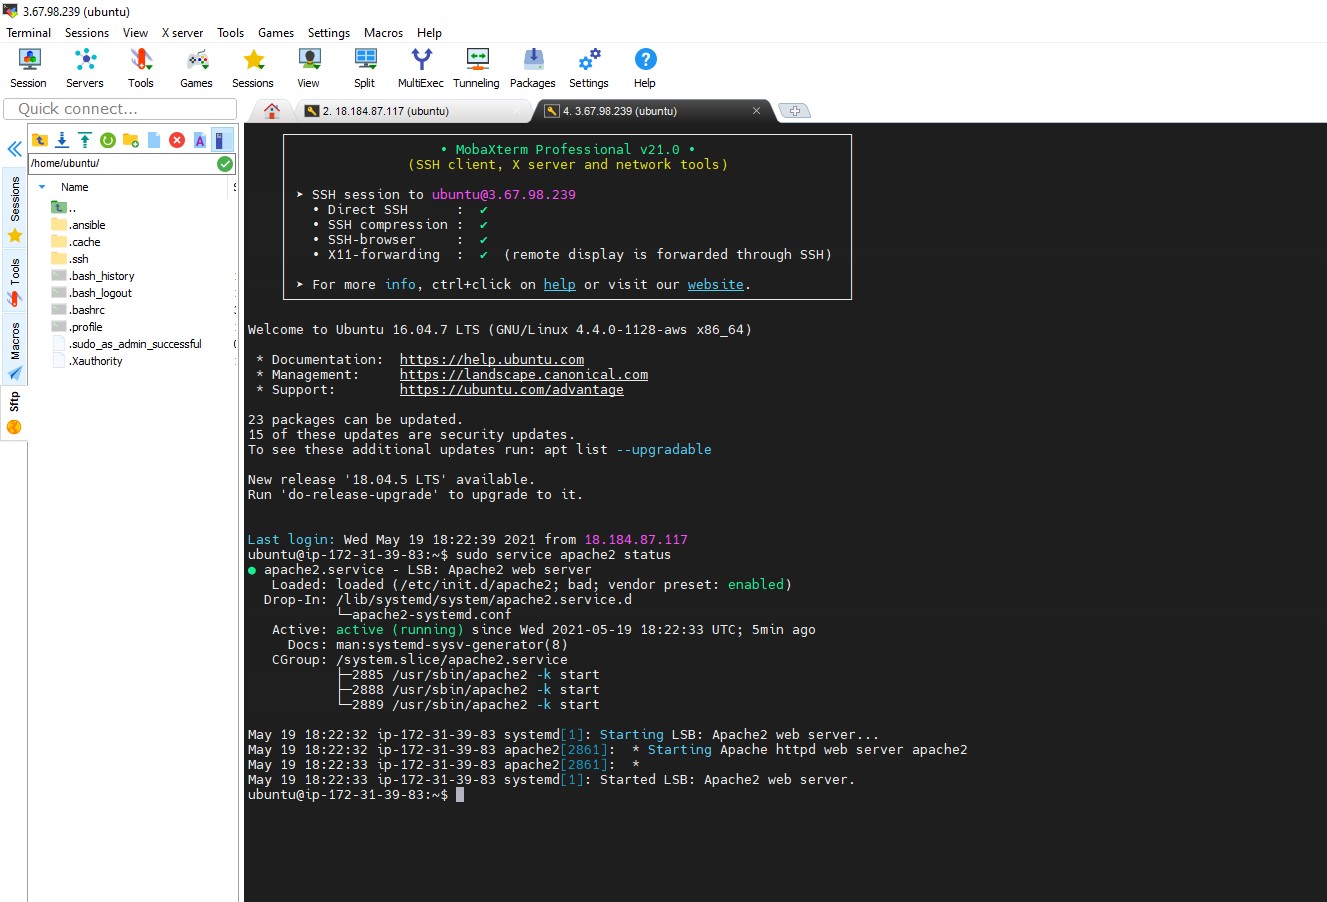 3.67.98.239 (ubuntu)
Terminal Sessions View X server Tools Games Settings Macros Help
Session Servers Tools Games Sessions View Split MultiExec Tunneling Packages Settings Help
Quick connect...
2. 18.184.87.117 (ubuntu)
4. 3.67.98.239 (ubuntu)
/home/ubuntu/
Name
..
.ansible
.cache
.ssh
.bash_history
.bash_logout
.bashrc
.profile
.sudo_as_admin_successful
.Xauthority
Sessions
Tools
Macros
Sftp
• MobaXterm Professional v21.0 •
(SSH client, X server and network tools)
➤ SSH session to ubuntu@3.67.98.239
• Direct SSH : ✔
• SSH compression : ✔
• SSH-browser : ✔
• X11-forwarding : ✔ (remote display is forwarded through SSH)
➤ For more info, ctrl+click on help or visit our website.
Welcome to Ubuntu 16.04.7 LTS (GNU/Linux 4.4.0-1128-aws x86_64)
* Documentation: https://help.ubuntu.com
* Management: https://landscape.canonical.com
* Support: https://ubuntu.com/advantage
23 packages can be updated.
15 of these updates are security updates.
To see these additional updates run: apt list --upgradable
New release '18.04.5 LTS' available.
Run 'do-release-upgrade' to upgrade to it.
Last login: Wed May 19 18:22:39 2021 from 18.184.87.117
ubuntu@ip-172-31-39-83:~$ sudo service apache2 status
● apache2.service - LSB: Apache2 web server
Loaded: loaded (/etc/init.d/apache2; bad; vendor preset: enabled)
Drop-In: /lib/systemd/system/apache2.service.d
└─apache2-systemd.conf
Active: active (running) since Wed 2021-05-19 18:22:33 UTC; 5min ago
Docs: man:systemd-sysv-generator(8)
CGroup: /system.slice/apache2.service
├─2885 /usr/sbin/apache2 -k start
├─2888 /usr/sbin/apache2 -k start
└─2889 /usr/sbin/apache2 -k start
May 19 18:22:32 ip-172-31-39-83 systemd[1]: Starting LSB: Apache2 web server...
May 19 18:22:32 ip-172-31-39-83 apache2[2861]: * Starting Apache httpd web server apache2
May 19 18:22:33 ip-172-31-39-83 apache2[2861]: *
May 19 18:22:33 ip-172-31-39-83 systemd[1]: Started LSB: Apache2 web server.
ubuntu@ip-172-31-39-83:~$